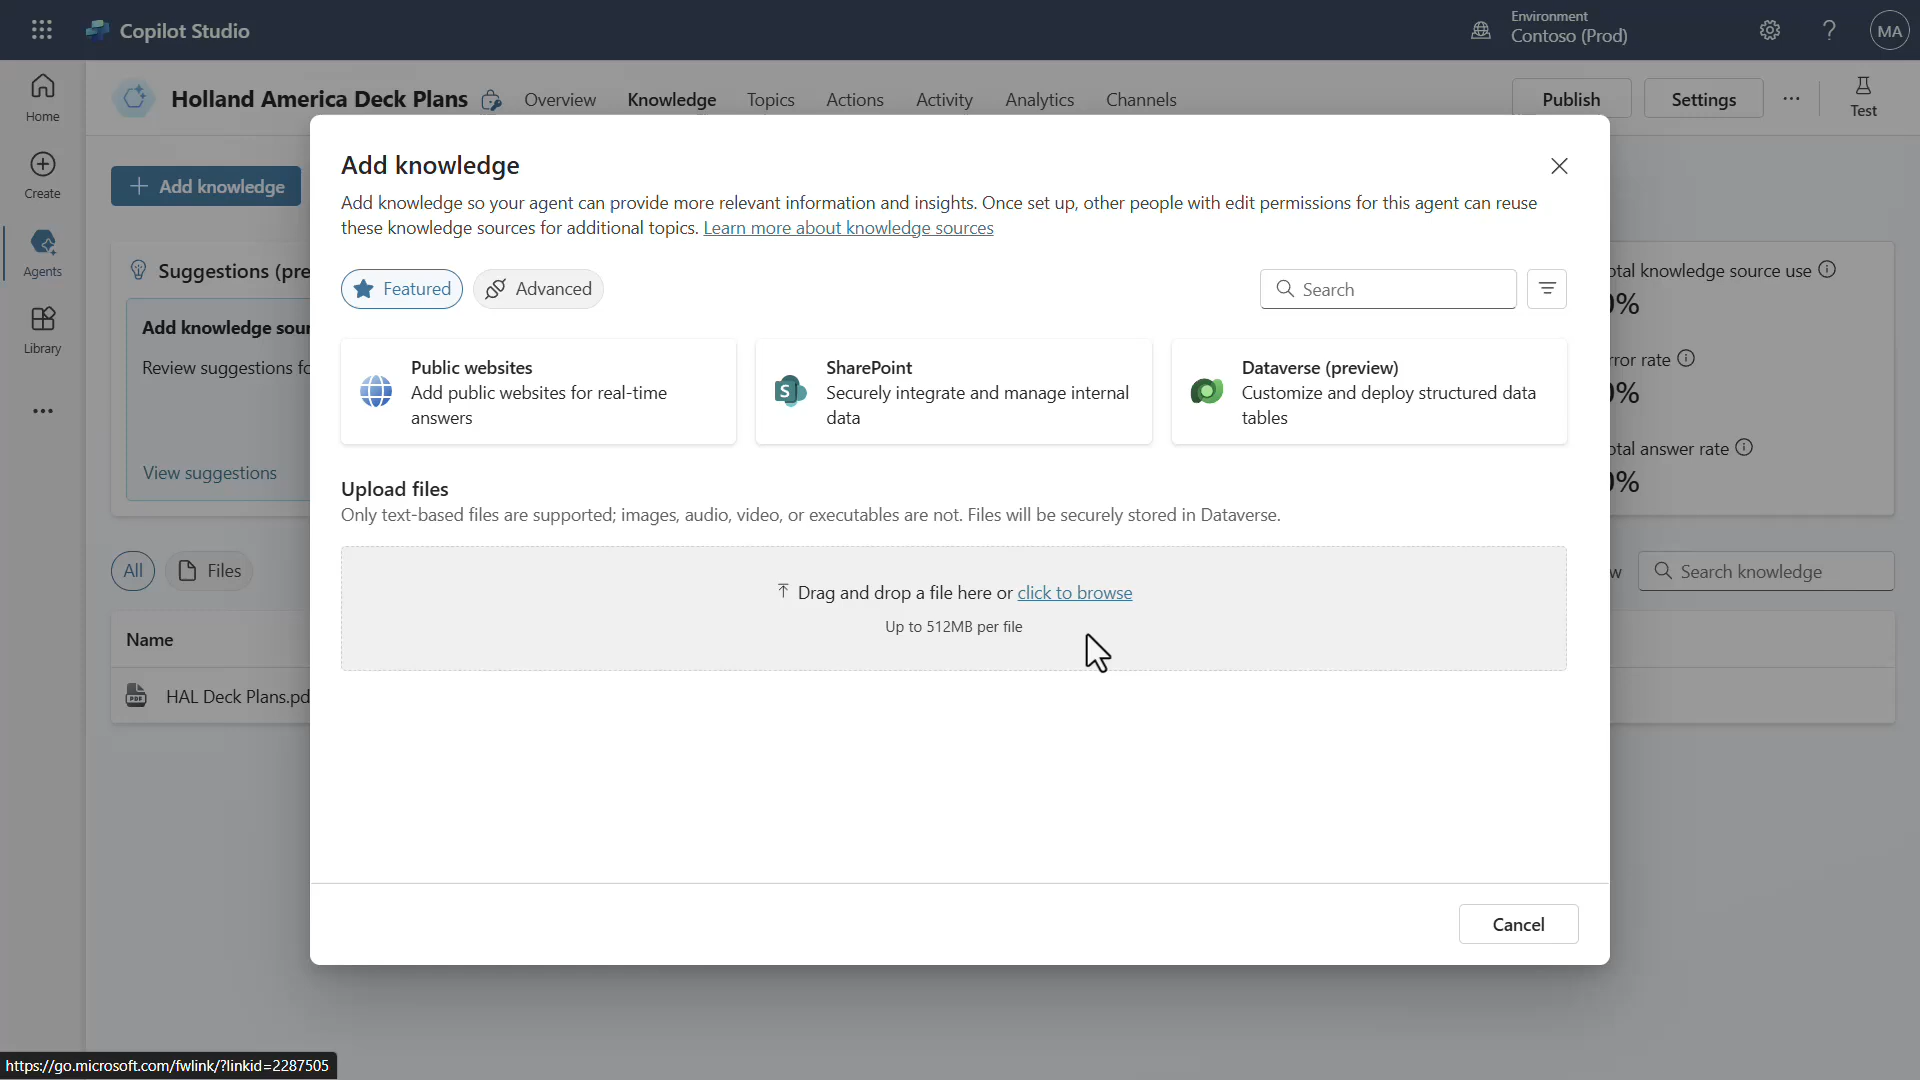 Copilot Studio
Environment
Contoso (Prod)
MA
Home
Create
Agents
Library
Holland America Deck Plans
Overview
Knowledge
Topics
Actions
Activity
Analytics
Channels
Publish
Settings
Test
Add knowledge
Suggestions (pre
Add knowledge sour
Review suggestions fo
View suggestions
All
Files
Name
HAL Deck Plans.pd
Add knowledge
Add knowledge so your agent can provide more relevant information and insights. Once set up, other people with edit permissions for this agent can reuse
these knowledge sources for additional topics. Learn more about knowledge sources
Featured
Advanced
Search
Public websites
Add public websites for real-time
answers
SharePoint
Securely integrate and manage internal
data
Dataverse (preview)
Customize and deploy structured data
tables
Upload files
Only text-based files are supported; images, audio, video, or executables are not. Files will be securely stored in Dataverse.
Drag and drop a file here or click to browse
Up to 512MB per file
Cancel
otal knowledge source use
0%
rror rate
0%
otal answer rate
0%
w
Search knowledge
https://go.microsoft.com/fwlink/?linkid=2287505